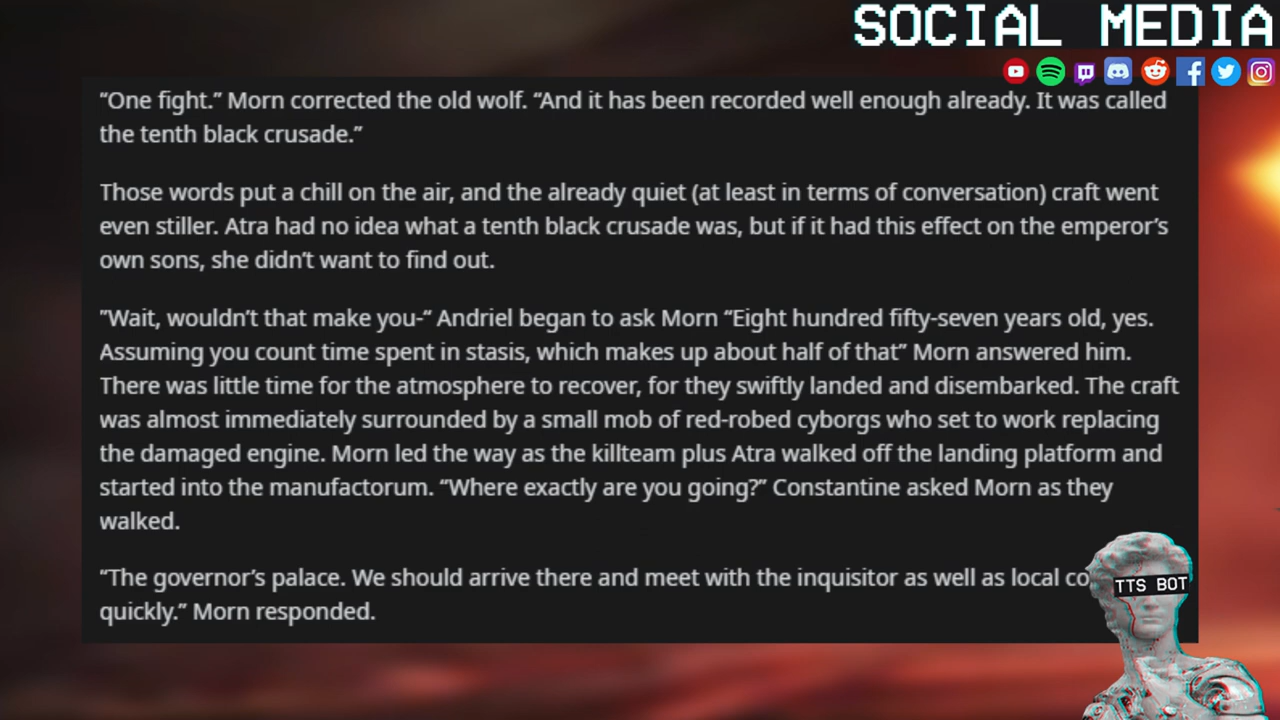 SOCIAL MEDIA
“One fight.” Morn corrected the old wolf. “And it has been recorded well enough already. It was called
the tenth black crusade.”
Those words put a chill on the air, and the already quiet (at least in terms of conversation) craft went
even stiller. Atra had no idea what a tenth black crusade was, but if it had this effect on the emperor’s
own sons, she didn’t want to find out.
”Wait, wouldn’t that make you-“ Andriel began to ask Morn “Eight hundred fifty-seven years old, yes.
Assuming you count time spent in stasis, which makes up about half of that” Morn answered him.
There was little time for the atmosphere to recover, for they swiftly landed and disembarked. The craft
was almost immediately surrounded by a small mob of red-robed cyborgs who set to work replacing
the damaged engine. Morn led the way as the killteam plus Atra walked off the landing platform and
started into the manufactorum. “Where exactly are you going?” Constantine asked Morn as they
walked.
“The governor’s palace. We should arrive there and meet with the inquisitor as well as local
quickly.” Morn responded.
TTS BOT